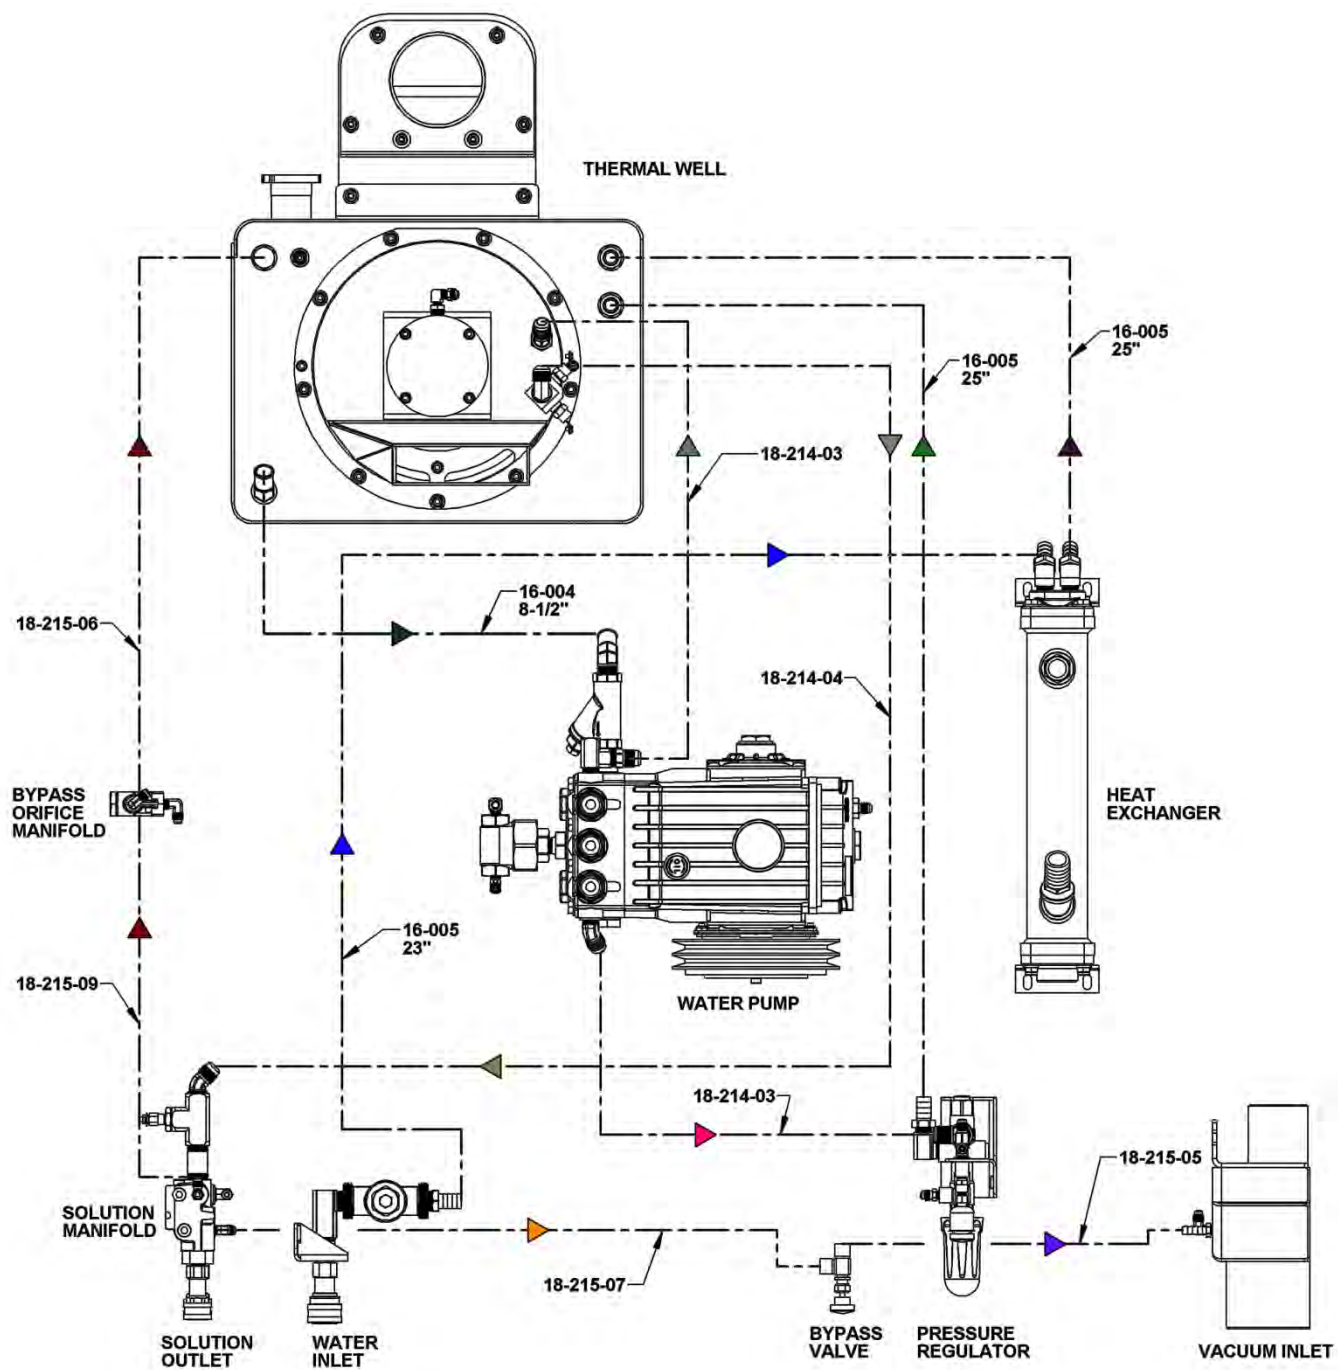 THERMAL WELL
16-005
25"
16-005
25"
18-214-03
16-004
8-1/2"
18-215-06
18-214-04
BYPASS
ORIFICE
MANIFOLD
HEAT
EXCHANGER
16-005
23"
18-215-09
WATER PUMP
18-214-03
18-215-05
SOLUTION
MANIFOLD
18-215-07
SOLUTION
OUTLET
WATER
INLET
BYPASS
VALVE
PRESSURE
REGULATOR
VACUUM INLET